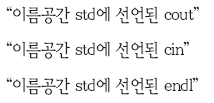 “이름공간 std에 선언된 cout”
“이름공간 std에 선언된 cin”
“이름공간 std에 선언된 endl”